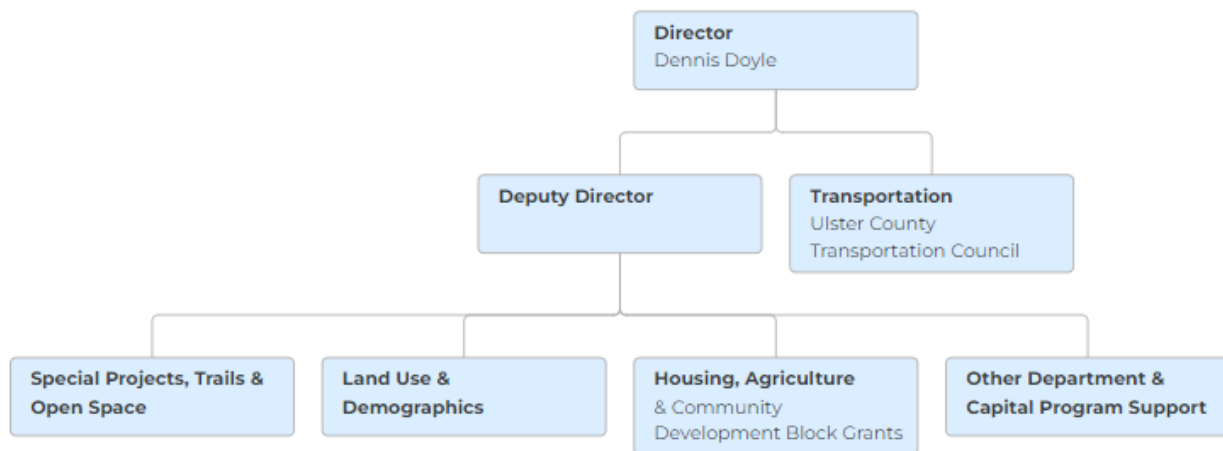 Director
Dennis Doyle
Deputy Director
Transportation
Ulster County
Transportation Council
Special Projects, Trails &
Open Space
Land Use &
Demographics
Housing, Agriculture
& Community
Development Block Grants
Other Department &
Capital Program Support